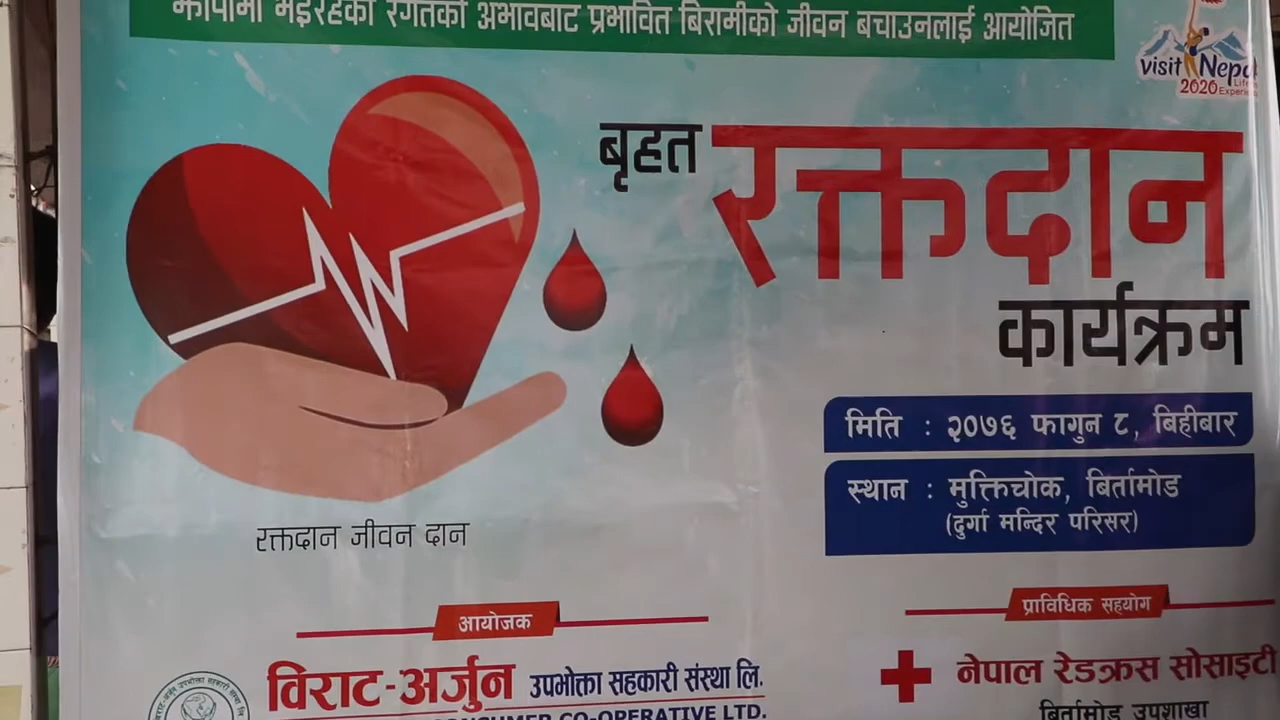 झापामा भइरहेको रगतको अभावबाट प्रभावित बिरामीको जीवन बचाउनलाई आयोजित
visit Nepal
2020
बृहत रक्तदान
कार्यक्रम
मिति : २०७६ फागुन ८, बिहीबार
स्थान : मुक्तिचोक, बिर्तामोड
(दुर्गा मन्दिर परिसर)
रक्तदान जीवन दान
आयोजक
विराट-अर्जुन उपभोक्ता सहकारी संस्था लि.
CONSUMER CO-OPERATIVE LTD.
प्राविधिक सहयोग
नेपाल रेडक्रस सोसाइटी
बिर्तामोड उपशाखा